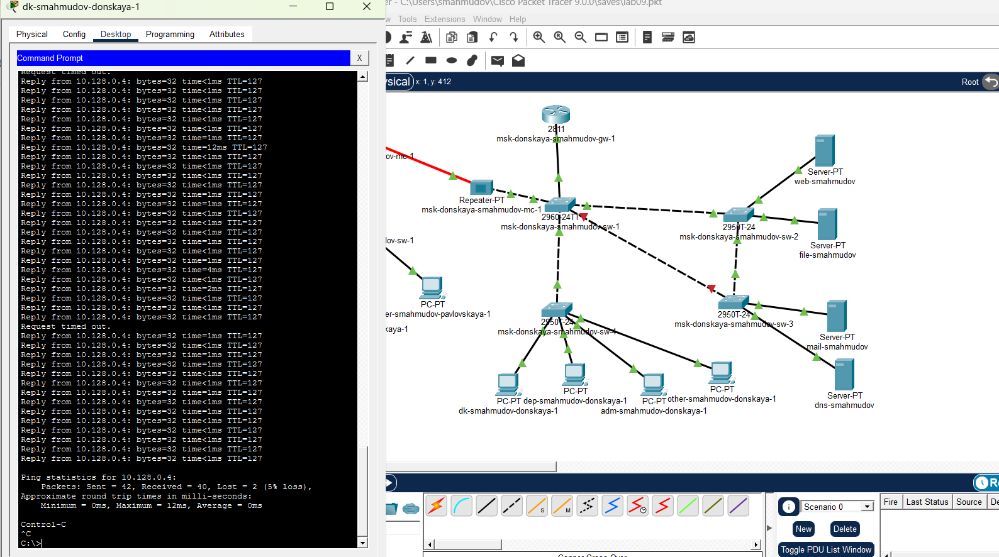 dk-smahmudov-donskaya-1
Physical Config Desktop Programming Attributes
Command Prompt
X
Request timed out.
Reply from 10.128.0.4: bytes=32 time<1ms TTL=127
Reply from 10.128.0.4: bytes=32 time<1ms TTL=127
Reply from 10.128.0.4: bytes=32 time<1ms TTL=127
Reply from 10.128.0.4: bytes=32 time<1ms TTL=127
Reply from 10.128.0.4: bytes=32 time<1ms TTL=127
Reply from 10.128.0.4: bytes=32 time<1ms TTL=127
Reply from 10.128.0.4: bytes=32 time=1ms TTL=127
Reply from 10.128.0.4: bytes=32 time=12ms TTL=127
Reply from 10.128.0.4: bytes=32 time<1ms TTL=127
Reply from 10.128.0.4: bytes=32 time<1ms TTL=127
Reply from 10.128.0.4: bytes=32 time<1ms TTL=127
Reply from 10.128.0.4: bytes=32 time<1ms TTL=127
Reply from 10.128.0.4: bytes=32 time=1ms TTL=127
Reply from 10.128.0.4: bytes=32 time<1ms TTL=127
Reply from 10.128.0.4: bytes=32 time<1ms TTL=127
Reply from 10.128.0.4: bytes=32 time<1ms TTL=127
Reply from 10.128.0.4: bytes=32 time<1ms TTL=127
Reply from 10.128.0.4: bytes=32 time<1ms TTL=127
Reply from 10.128.0.4: bytes=32 time<1ms TTL=127
Reply from 10.128.0.4: bytes=32 time<1ms TTL=127
Reply from 10.128.0.4: bytes=32 time=4ms TTL=127
Reply from 10.128.0.4: bytes=32 time<1ms TTL=127
Reply from 10.128.0.4: bytes=32 time=2ms TTL=127
Reply from 10.128.0.4: bytes=32 time<1ms TTL=127
Reply from 10.128.0.4: bytes=32 time<1ms TTL=127
Reply from 10.128.0.4: bytes=32 time<1ms TTL=127
Request timed out.
Reply from 10.128.0.4: bytes=32 time=1ms TTL=127
Reply from 10.128.0.4: bytes=32 time<1ms TTL=127
Reply from 10.128.0.4: bytes=32 time=1ms TTL=127
Reply from 10.128.0.4: bytes=32 time=1ms TTL=127
Reply from 10.128.0.4: bytes=32 time<1ms TTL=127
Reply from 10.128.0.4: bytes=32 time<1ms TTL=127
Reply from 10.128.0.4: bytes=32 time=1ms TTL=127
Reply from 10.128.0.4: bytes=32 time<1ms TTL=127
Reply from 10.128.0.4: bytes=32 time=1ms TTL=127
Reply from 10.128.0.4: bytes=32 time<1ms TTL=127
Reply from 10.128.0.4: bytes=32 time<1ms TTL=127
Reply from 10.128.0.4: bytes=32 time<1ms TTL=127
Reply from 10.128.0.4: bytes=32 time<1ms TTL=127
Reply from 10.128.0.4: bytes=32 time<1ms TTL=127
Ping statistics for 10.128.0.4:
Packets: Sent = 42, Received = 40, Lost = 2 (5% loss),
Approximate round trip times in milli-seconds:
Minimum = 0ms, Maximum = 12ms, Average = 0ms
Control-C
^C
C:\>
er - C:\Users\smahmudov\Cisco Packet Tracer 9.0.0\saves\lab09.pkt
w Tools Extensions Window Help
ysical x: 1, y: 412
Root
2811
msk-donskaya-smahmudov-gw-1
ov-mc-1
Repeater-PT
msk-donskaya-smahmudov-mc-1
2960-24TT
msk-donskaya-smahmudov-sw-1
2950T-24
msk-donskaya-smahmudov-sw-2
Server-PT
web-smahmudov
Server-PT
file-smahmudov
lov-sw-1
PC-PT
er-smahmudov-pavlovskaya-1
kaya-1
2950T-24
msk-donskaya-smahmudov-sw-4
2950T-24
msk-donskaya-smahmudov-sw-3
Server-PT
mail-smahmudov
Server-PT
dns-smahmudov
PC-PT
dk-smahmudov-donskaya-1
PC-PT
dep-smahmudov-donskaya-1
PC-PT
adm-smahmudov-donskaya-1
PC-PT
other-smahmudov-donskaya-1
S
M
Copper Cross-Over
Scenario 0
New Delete
Toggle PDU List Window
Fire Last Status Source De
Re